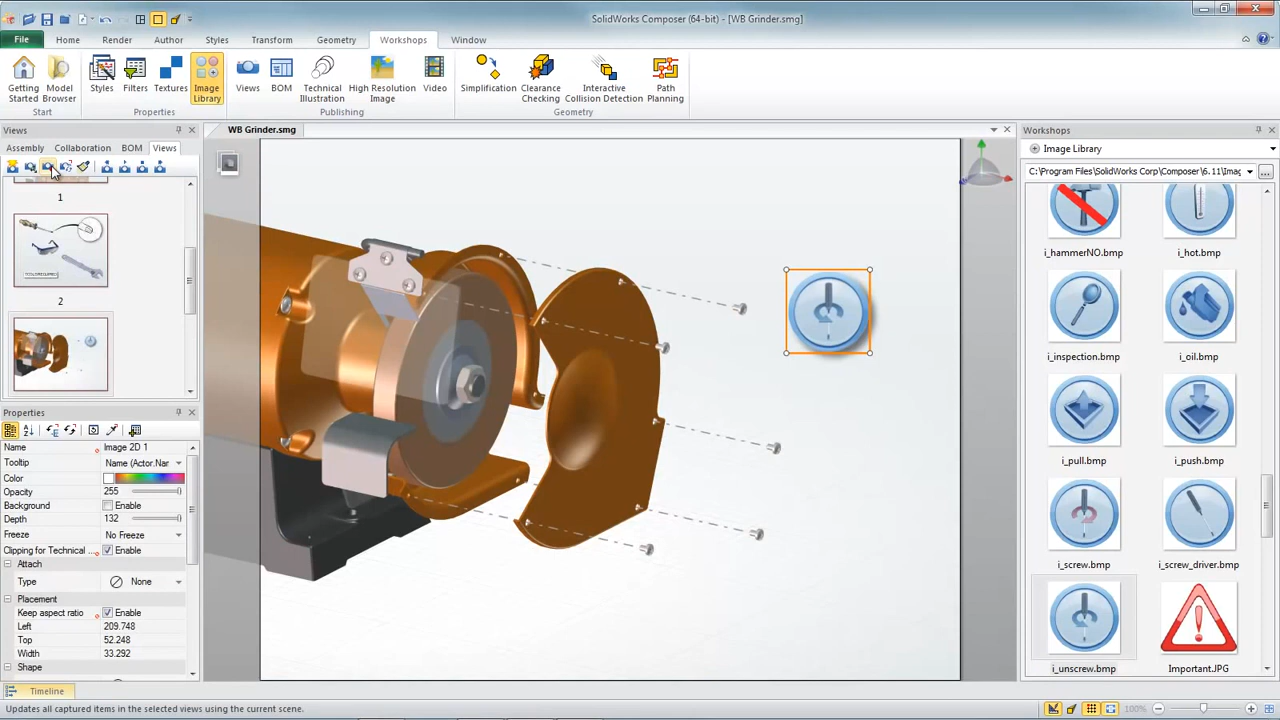 SolidWorks Composer (64-bit) - [WB Grinder.smg]
File Home Render Author Styles Transform Geometry Workshops Window
Getting Started
Model Browser
Styles
Filters
Textures
Image Library
Views
BOM
Technical Illustration
High Resolution Image
Video
Simplification
Clearance Checking
Interactive Collision Detection
Path Planning
Start
Properties
Publishing
Geometry
Views
Assembly Collaboration BOM Views
1
2
WB Grinder.smg
Properties
Name Image 2D 1
Tooltip Name (Actor.Nar
Color
Opacity 255
Background Enable
Depth 132
Freeze No Freeze
Clipping for Technical ... Enable
Attach
Type None
Placement
Keep aspect ratio Enable
Left 209.748
Top 52.248
Width 33.292
Shape
Timeline
Workshops
Image Library
C:\Program Files\SolidWorks Corp\Composer\6.11\Imag
...
i_hammerNO.bmp
i_hot.bmp
i_inspection.bmp
i_oil.bmp
i_pull.bmp
i_push.bmp
i_screw.bmp
i_screw_driver.bmp
i_unscrew.bmp
Important.JPG
Updates all captured items in the selected views using the current scene.
100%